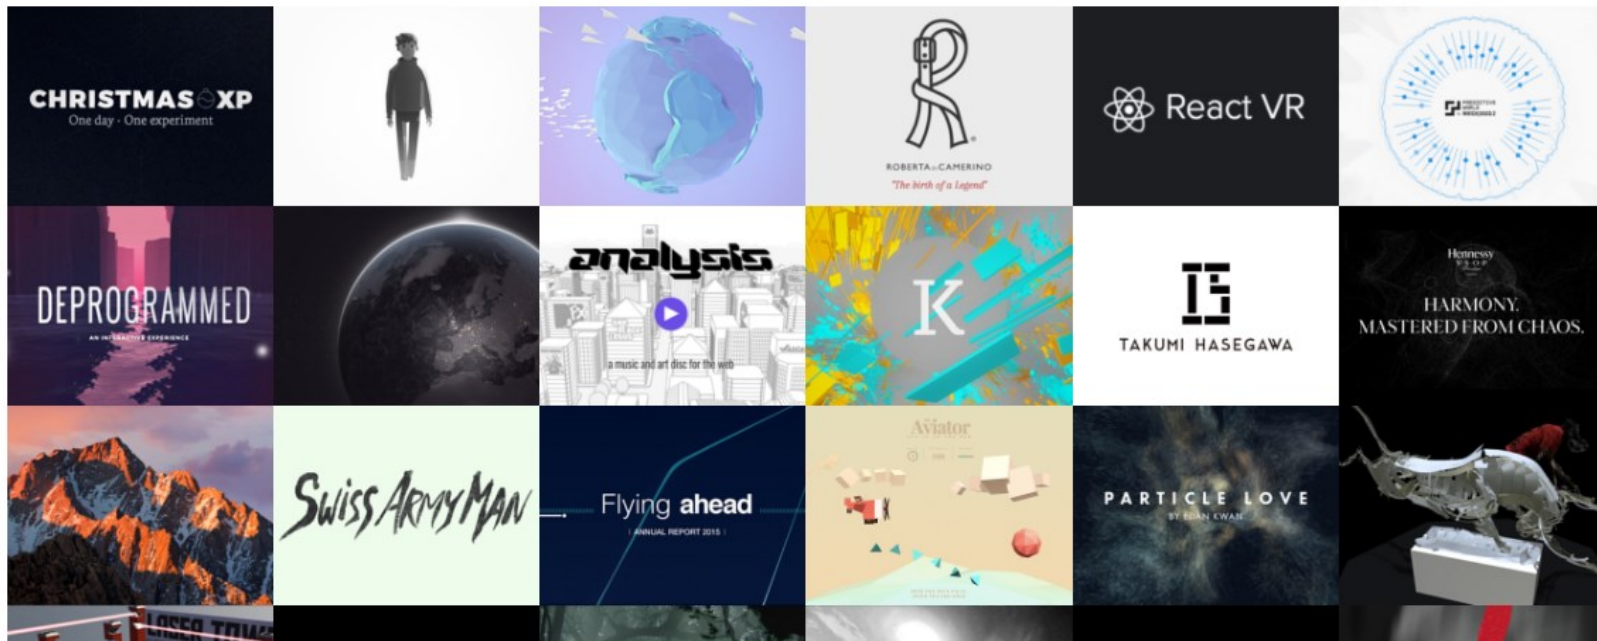 CHRISTMAS XP
One day · One experiment
R
ROBERTA di CAMERINO
"The birth of a Legend"
React VR
DEPROGRAMMED
AN INTERACTIVE EXPERIENCE
analysis
a music and art disc for the web
K
TAKUMI HASEGAWA
Hennessy
V·S·O·P
HARMONY.
MASTERED FROM CHAOS.
SWISS ARMY MAN
Flying ahead
ANNUAL REPORT 2015
Aviator
PARTICLE LOVE
BY EDAN KWAN
LASER TOWN